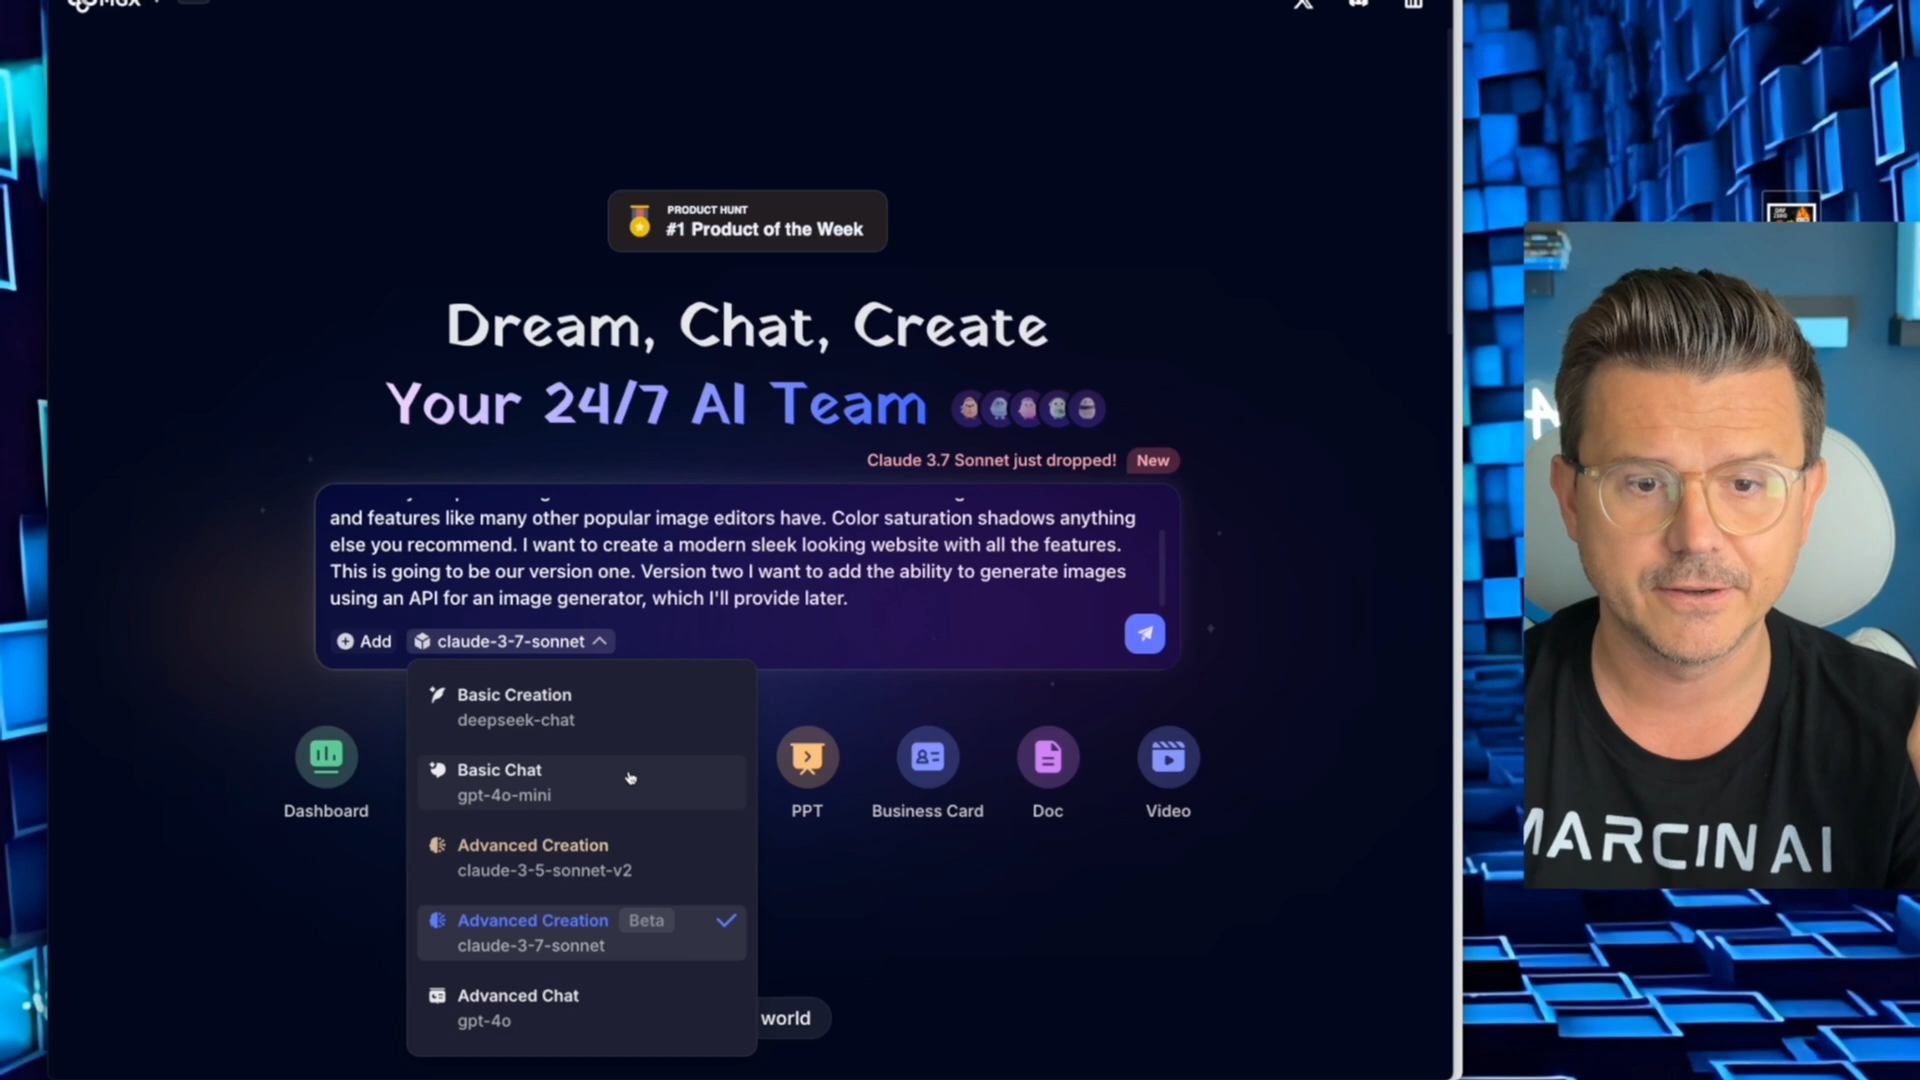 MGX
PRODUCT HUNT
#1 Product of the Week
Dream, Chat, Create
Your 24/7 AI Team
Claude 3.7 Sonnet just dropped! New
and features like many other popular image editors have. Color saturation shadows anything
else you recommend. I want to create a modern sleek looking website with all the features.
This is going to be our version one. Version two I want to add the ability to generate images
using an API for an image generator, which I'll provide later.
Add claude-3-7-sonnet
Basic Creation
deepseek-chat
Basic Chat
gpt-4o-mini
Advanced Creation
claude-3-5-sonnet-v2
Advanced Creation Beta
claude-3-7-sonnet
Advanced Chat
gpt-4o
Dashboard
PPT
Business Card
Doc
Video
world
MARCIN AI